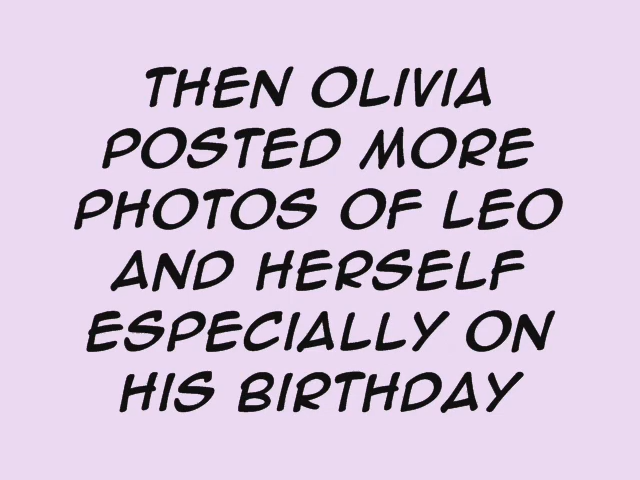 THEN OLIVIA
POSTED MORE
PHOTOS OF LEO
AND HERSELF
ESPECIALLY ON
HIS BIRTHDAY